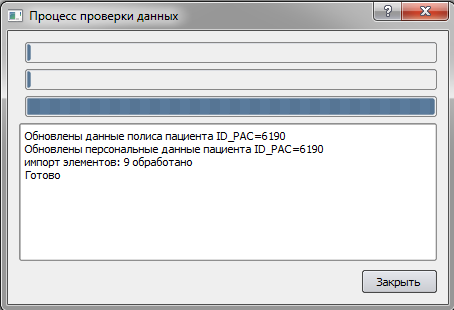 Процесс проверки данных
Обновлены данные полиса пациента ID_PAC=6190
Обновлены персональные данные пациента ID_PAC=6190
импорт элементов: 9 обработано
Готово
Закрыть